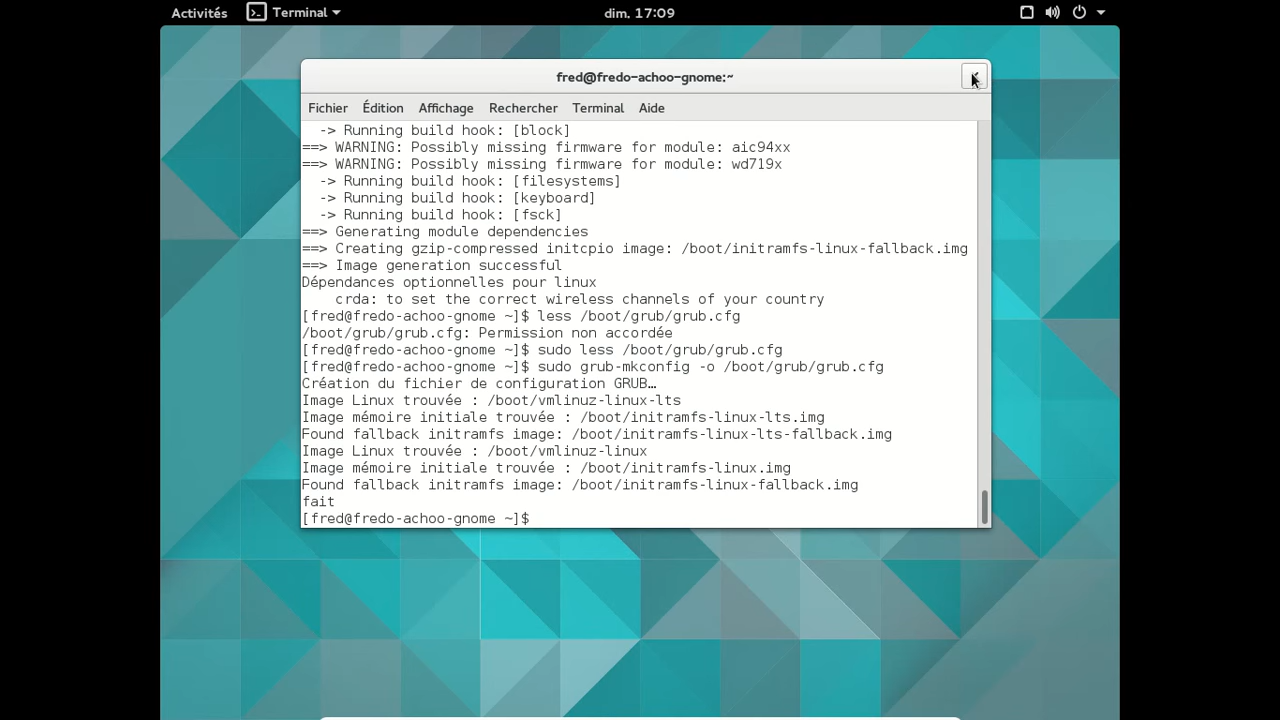 Activités Terminal dim. 17:09
fred@fredo-achoo-gnome:~
Fichier Édition Affichage Rechercher Terminal Aide
-> Running build hook: [block]
==> WARNING: Possibly missing firmware for module: aic94xx
==> WARNING: Possibly missing firmware for module: wd719x
-> Running build hook: [filesystems]
-> Running build hook: [keyboard]
-> Running build hook: [fsck]
==> Generating module dependencies
==> Creating gzip-compressed initcpio image: /boot/initramfs-linux-fallback.img
==> Image generation successful
Dépendances optionnelles pour linux
crda: to set the correct wireless channels of your country
[fred@fredo-achoo-gnome ~]$ less /boot/grub/grub.cfg
/boot/grub/grub.cfg: Permission non accordée
[fred@fredo-achoo-gnome ~]$ sudo less /boot/grub/grub.cfg
[fred@fredo-achoo-gnome ~]$ sudo grub-mkconfig -o /boot/grub/grub.cfg
Création du fichier de configuration GRUB…
Image Linux trouvée : /boot/vmlinuz-linux-lts
Image mémoire initiale trouvée : /boot/initramfs-linux-lts.img
Found fallback initramfs image: /boot/initramfs-linux-lts-fallback.img
Image Linux trouvée : /boot/vmlinuz-linux
Image mémoire initiale trouvée : /boot/initramfs-linux.img
Found fallback initramfs image: /boot/initramfs-linux-fallback.img
fait
[fred@fredo-achoo-gnome ~]$